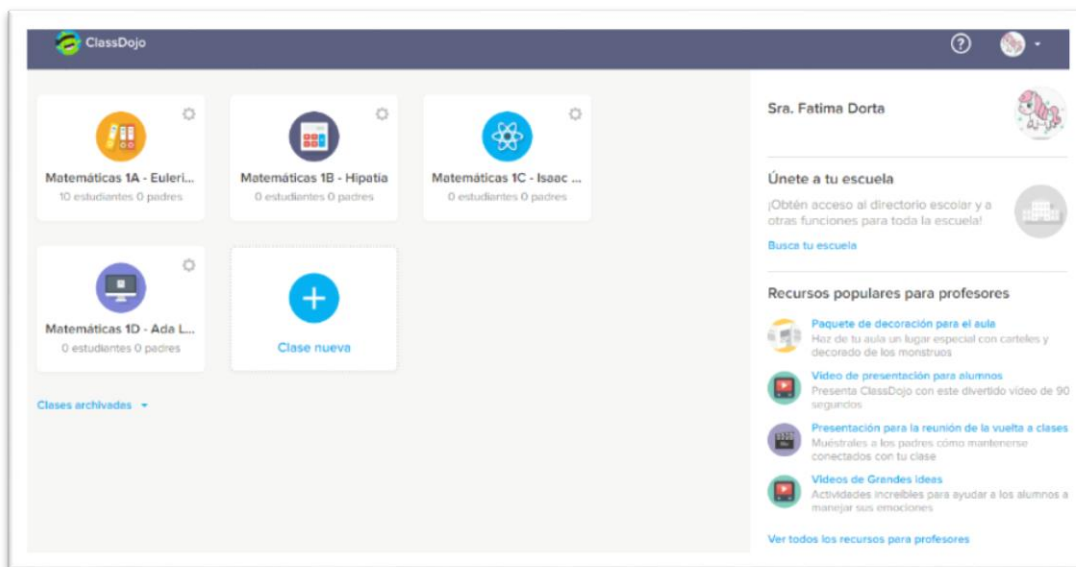 ClassDojo
Matemáticas 1A - Euleri...
10 estudiantes 0 padres
Matemáticas 1B - Hipatia
0 estudiantes 0 padres
Matemáticas 1C - Isaac ...
0 estudiantes 0 padres
Matemáticas 1D - Ada L...
0 estudiantes 0 padres
Clase nueva
Clases archivadas
Sra. Fatima Dorta
Únete a tu escuela
¡Obtén acceso al directorio escolar y a
otras funciones para toda la escuela!
Busca tu escuela
Recursos populares para profesores
Paquete de decoración para el aula
Haz de tu aula un lugar especial con carteles y
decorado de los monstruos
Vídeo de presentación para alumnos
Presenta ClassDojo con este divertido vídeo de 90
segundos
Presentación para la reunión de la vuelta a clases
Muéstrales a los padres cómo mantenerse
conectados con tu clase
Vídeos de Grandes ideas
Actividades increíbles para ayudar a los alumnos a
manejar sus emociones
Ver todos los recursos para profesores